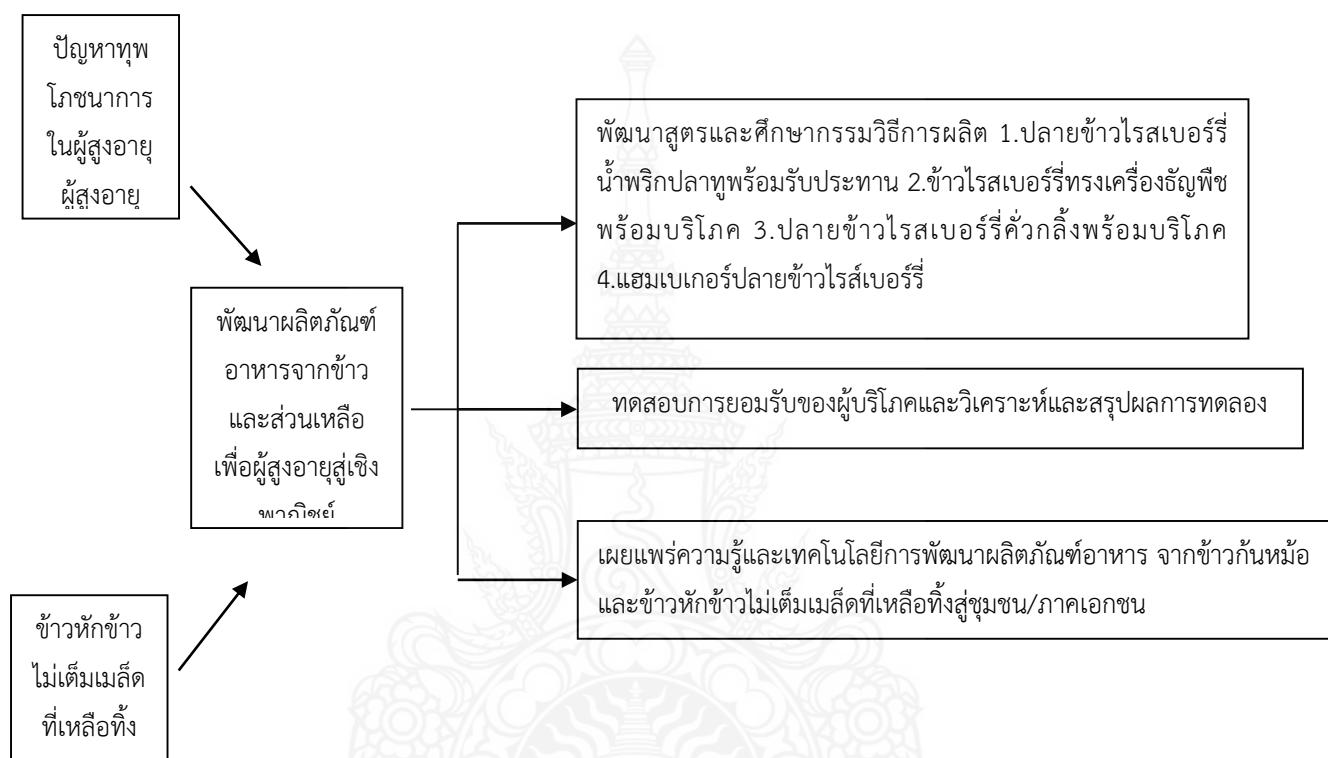 ปัญหาทุพ
โภชนาการ
ในผู้สูงอายุ
ผู้สูงอายุ
พัฒนาสูตรและศึกษากรรมวิธีการผลิต 1.ปลายข้าวไรสเบอร์รี่
น้ำพริกปลาทูพร้อมรับประทาน 2.ข้าวไรสเบอร์รี่ทรงเครื่องธัญพืช
พร้อมบริโภค 3.ปลายข้าวไรสเบอร์รี่คั่วกลิ้งพร้อมบริโภค
4.แฮมเบเกอร์ปลายข้าวไรส์เบอร์รี่
พัฒนาผลิตภัณฑ์
อาหารจากข้าว
และส่วนเหลือ
เพื่อผู้สูงอายุสู่เชิง
พาณิชย์
ทดสอบการยอมรับของผู้บริโภคและวิเคราะห์และสรุปผลการทดลอง
เผยแพร่ความรู้และเทคโนโลยีการพัฒนาผลิตภัณฑ์อาหาร จากข้าวก้นหม้อ
และข้าวหักข้าวไม่เต็มเมล็ดที่เหลือทิ้งสู่ชุมชน/ภาคเอกชน
ข้าวหักข้าว
ไม่เต็มเมล็ด
ที่เหลือทิ้ง